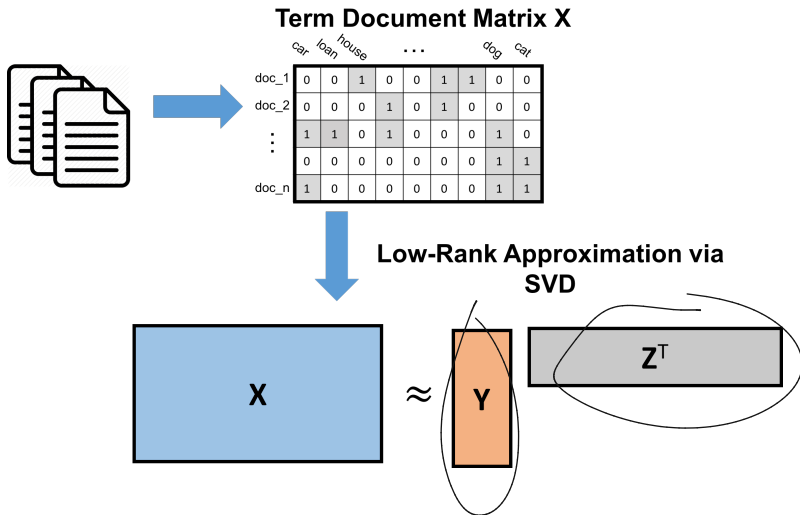 Term Document Matrix X
car loan house ... dog cat
doc_1 0 0 1 0 0 1 1 0 0
doc_2 0 0 0 1 0 1 0 0 0
⋮ 1 1 0 1 0 0 0 1 0
0 0 0 0 0 0 0 1 1
doc_n 1 0 0 0 0 0 0 1 1
Low-Rank Approximation via
SVD
X ≈ Y Zᵀ